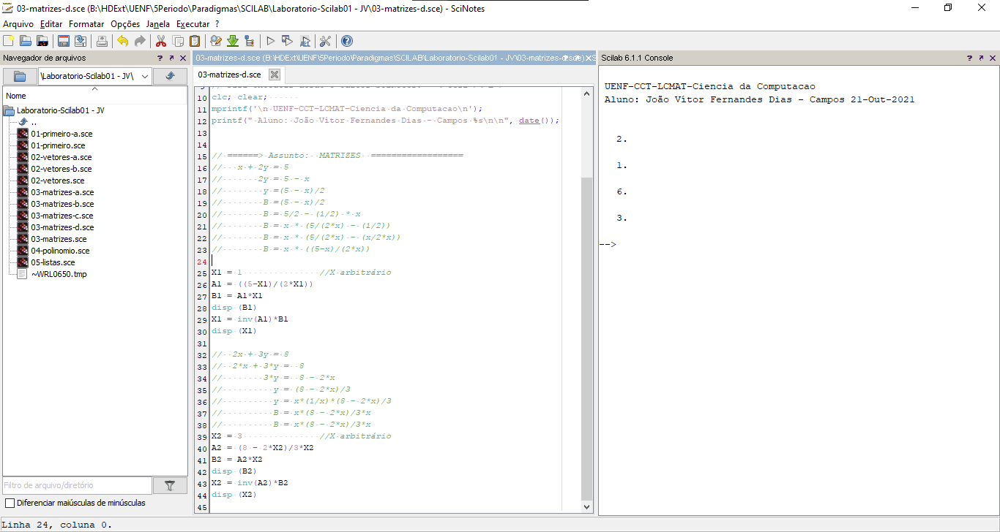 03-matrizes-d.sce (B:\HDExt\UENF\5Periodo\Paradigmas\SCILAB\Laboratorio-Scilab01 - JV\03-matrizes-d.sce) - SciNotes
Arquivo Editar Formatar Opções Janela Executar ?
Navegador de arquivos
\Laboratorio-Scilab01 - JV\
Nome
Laboratorio-Scilab01 - JV
..
01-primeiro-a.sce
01-primeiro.sce
02-vetores-a.sce
02-vetores-b.sce
02-vetores.sce
03-matrizes-a.sce
03-matrizes-b.sce
03-matrizes-c.sce
03-matrizes-d.sce
03-matrizes.sce
04-polinomio.sce
05-listas.sce
~WRL0650.tmp
Filtro de arquivo/diretório
Diferenciar maiúsculas de minúsculas
03-matrizes-d.sce (B:\HDExt\UENF\5Periodo\Paradigmas\SCILAB\Laboratorio-Scilab01 - JV\03-matrizes-d.sce)
03-matrizes-d.sce
10 clc; clear;
11 mprintf('\n UENF-CCT-LCMAT-Ciencia da Computacao\n');
12 printf(" Aluno: João Vítor Fernandes Dias - Campos %s\n\n", date());
13
14
15 // ======> Assunto: MATRIZES ==================
16 // x + 2y = 5
17 // 2y = 5 - x
18 // y =(5 - x)/2
19 // B =(5 - x)/2
20 // B = 5/2 - (1/2) * x
21 // B = x * (5/(2*x) - (1/2))
22 // B = x * (5/(2*x) - (x/2*x))
23 // B = x * ((5-x)/(2*x))
24
25 X1 = 1 //X arbitrário
26 A1 = ((5-X1)/(2*X1))
27 B1 = A1*X1
28 disp (B1)
29 X1 = inv(A1)*B1
30 disp (X1)
31
32 // 2x + 3y = 8
33 // 2*x + 3*y = 8
34 // 3*y = 8 - 2*x
35 // y = (8 - 2*x)/3
36 // y = x*(1/x)*(8 - 2*x)/3
37 // B = x*(8 - 2*x)/3*x
38 // B = x*(8 - 2*x)/3*x
39 X2 = 3 //X arbitrário
40 A2 = (8 - 2*X2)/3*X2
41 B2 = A2*X2
42 disp (B2)
43 X2 = inv(A2)*B2
44 disp (X2)
45
Scilab 6.1.1 Console
UENF-CCT-LCMAT-Ciencia da Computacao
Aluno: João Vítor Fernandes Dias - Campos 21-Out-2021
2.
1.
6.
3.
-->
Linha 24, coluna 0.